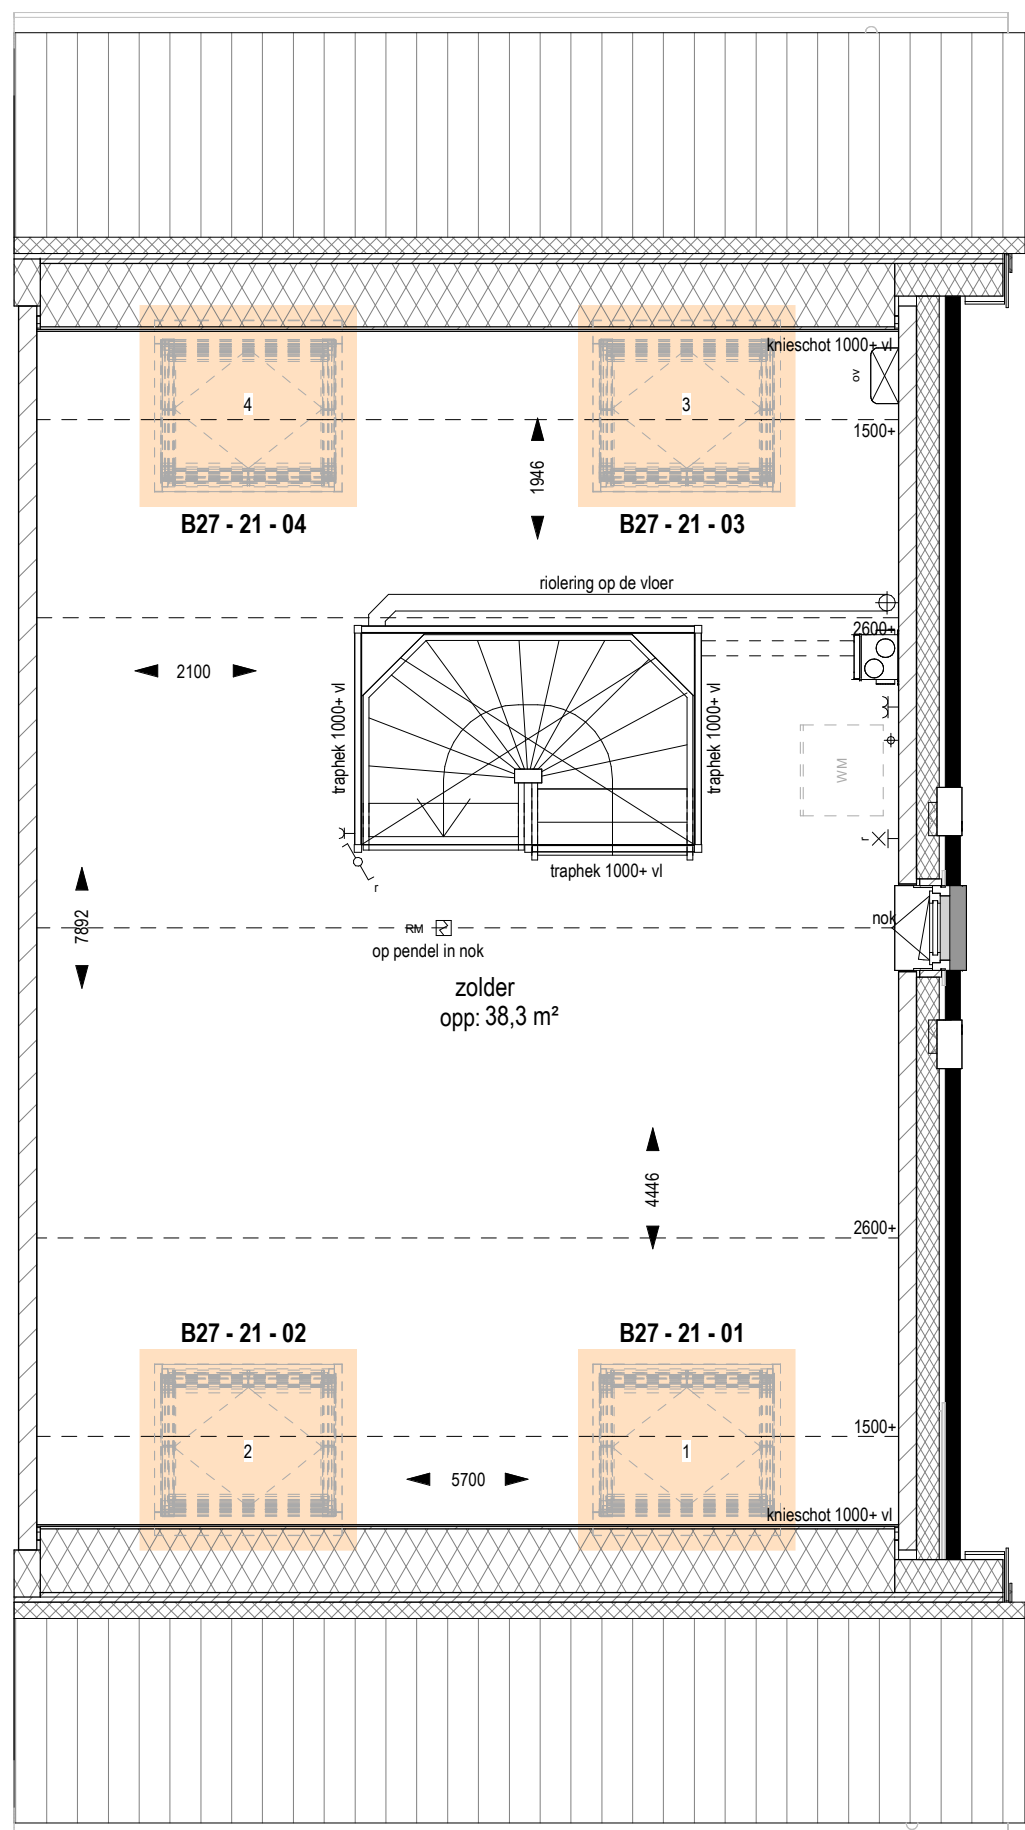 knieschot 1000+ vl
ov
4
3
1500+
1946
B27 - 21 - 04
B27 - 21 - 03
riolering op de vloer
2600+
2100
traphek 1000+ vl
traphek 1000+ vl
WM
r
traphek 1000+ vl
r
7892
nok
RM
op pendel in nok
zolder
opp: 38,3 m²
4446
2600+
B27 - 21 - 02
B27 - 21 - 01
1500+
2
1
5700
knieschot 1000+ vl